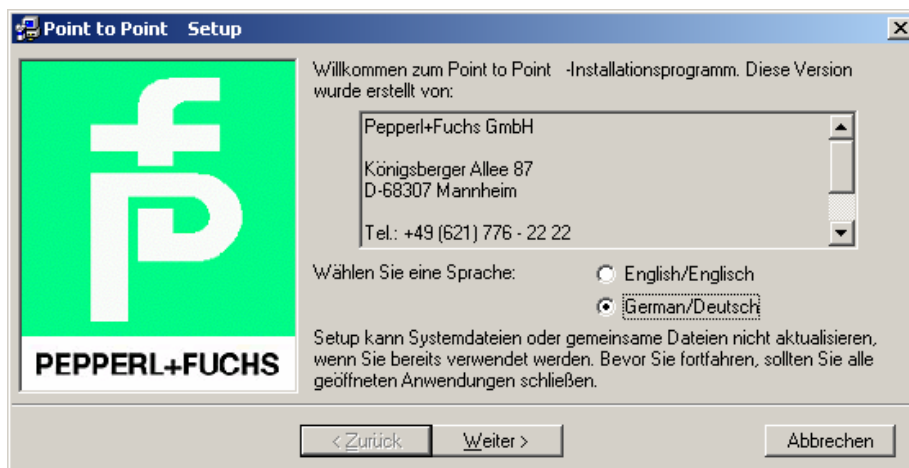 Point to Point Setup
Willkommen zum Point to Point -Installationsprogramm. Diese Version
wurde erstellt von:
Pepperl+Fuchs GmbH
Königsberger Allee 87
D-68307 Mannheim
Tel.: +49 (621) 776 - 22 22
Wählen Sie eine Sprache:
English/Englisch
German/Deutsch
Setup kann Systemdateien oder gemeinsame Dateien nicht aktualisieren,
wenn Sie bereits verwendet werden. Bevor Sie fortfahren, sollten Sie alle
geöffneten Anwendungen schließen.
PEPPERL+FUCHS
< Zurück
Weiter >
Abbrechen